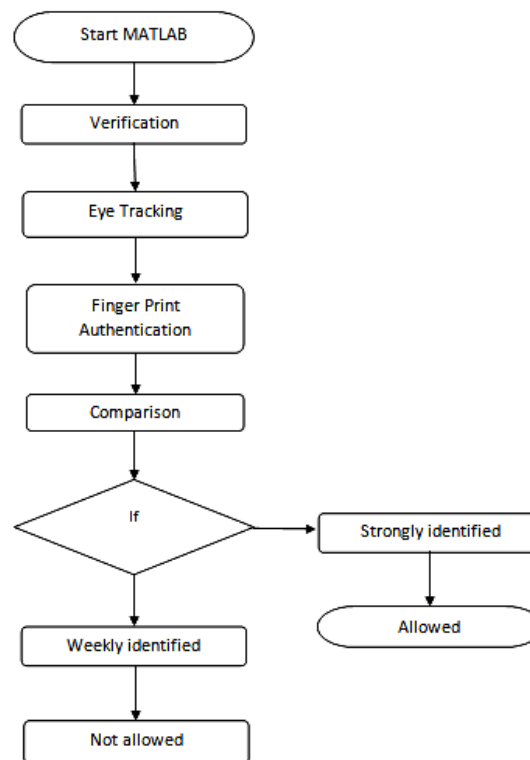 Start MATLAB
Verification
Eye Tracking
Finger Print
Authentication
Comparison
If
Strongly identified
Allowed
Weekly identified
Not allowed